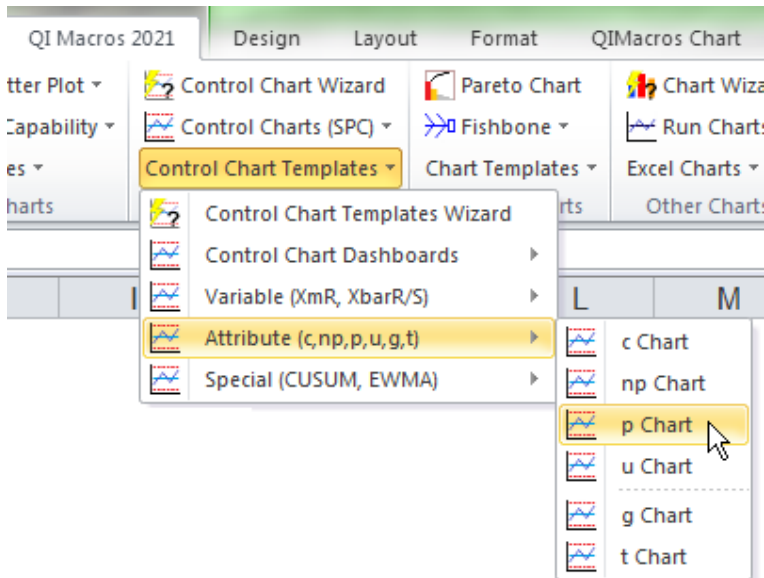 QI Macros 2021 Design Layout Format QIMacros Chart
tter Plot Control Chart Wizard Pareto Chart Chart Wiza
Capability Control Charts (SPC) Fishbone Run Charts
es Control Chart Templates Chart Templates Excel Charts
harts rts Other Charts
Control Chart Templates Wizard
Control Chart Dashboards
I L M
Variable (XmR, XbarR/S)
Attribute (c,np,p,u,g,t)
Special (CUSUM, EWMA)
c Chart
np Chart
p Chart
u Chart
g Chart
t Chart